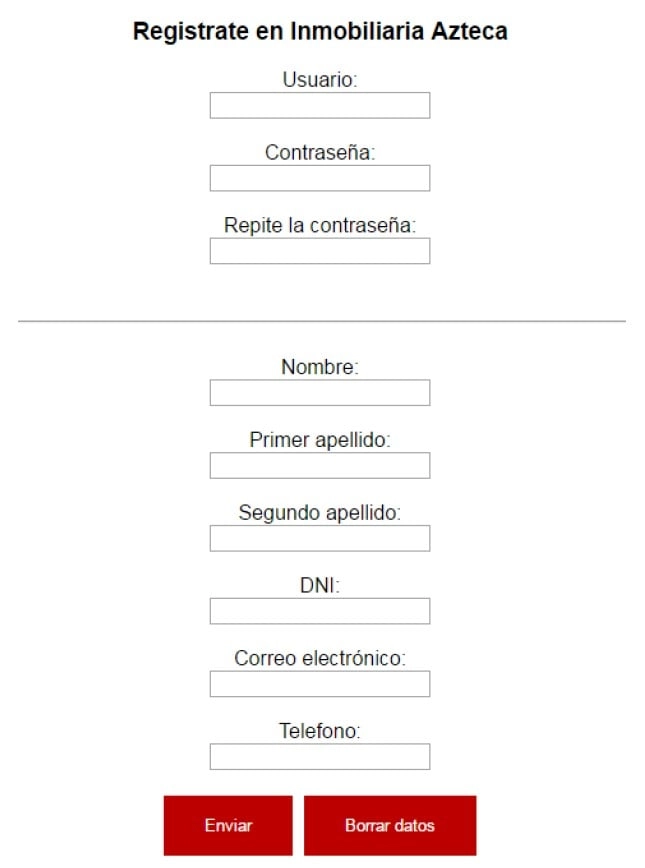 Registrate en Inmobiliaria Azteca
Usuario:
Contraseña:
Repite la contraseña:
Nombre:
Primer apellido:
Segundo apellido:
DNI:
Correo electrónico:
Telefono:
Enviar Borrar datos